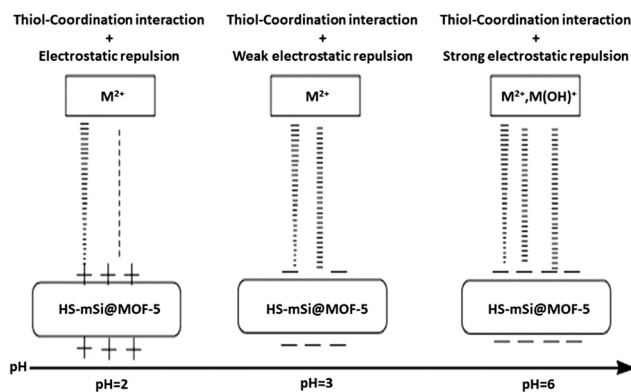 Thiol-Coordination interaction
+
Electrostatic repulsion
M²⁺
HS-mSi@MOF-5
pH=2
Thiol-Coordination interaction
+
Weak electrostatic repulsion
M²⁺
HS-mSi@MOF-5
pH=3
Thiol-Coordination interaction
+
Strong electrostatic repulsion
M²⁺,M(OH)⁺
HS-mSi@MOF-5
pH=6
pH